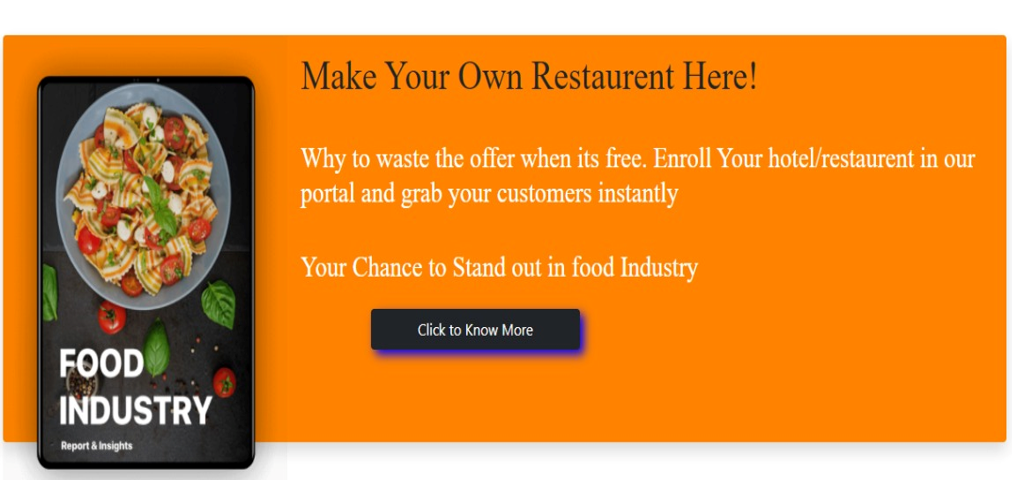 Make Your Own Restaurent Here!
Why to waste the offer when its free. Enroll Your hotel/restaurent in our
portal and grab your customers instantly
Your Chance to Stand out in food Industry
Click to Know More
FOOD
INDUSTRY
Report & Insights